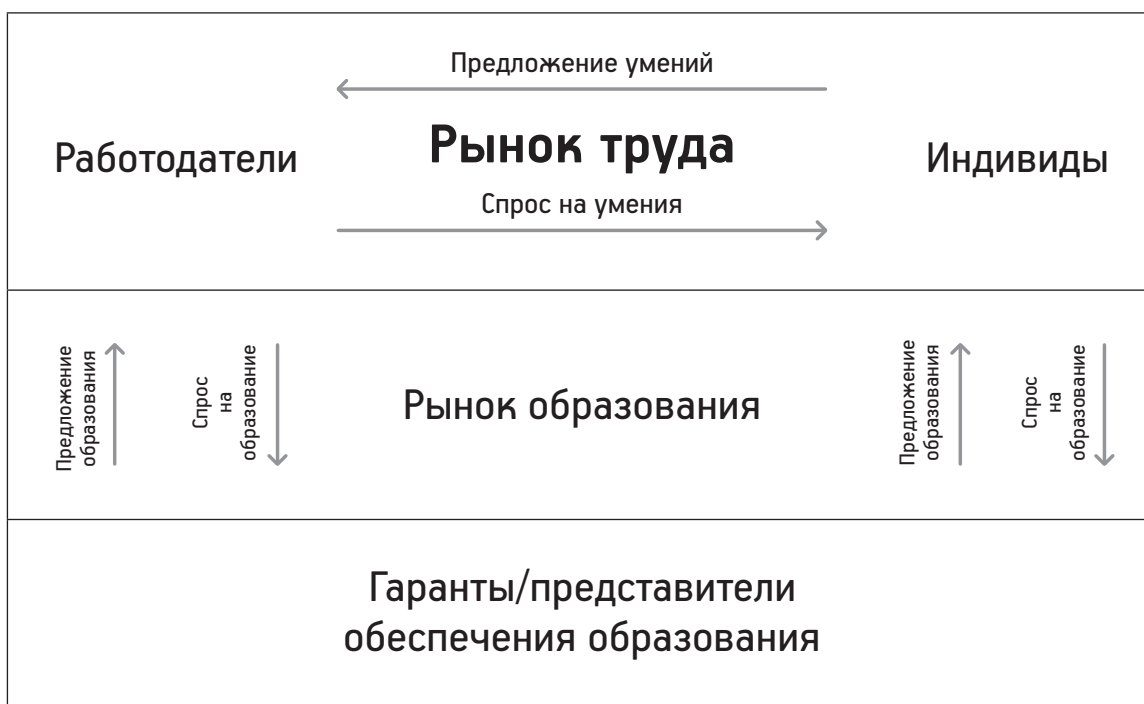 Предложение умений
Работодатели
Рынок труда
Индивиды
Спрос на умения
Предложение
образования
Спрос
на
образование
Рынок образования
Предложение
образования
Спрос
на
образование
Гаранты/представители
обеспечения образования